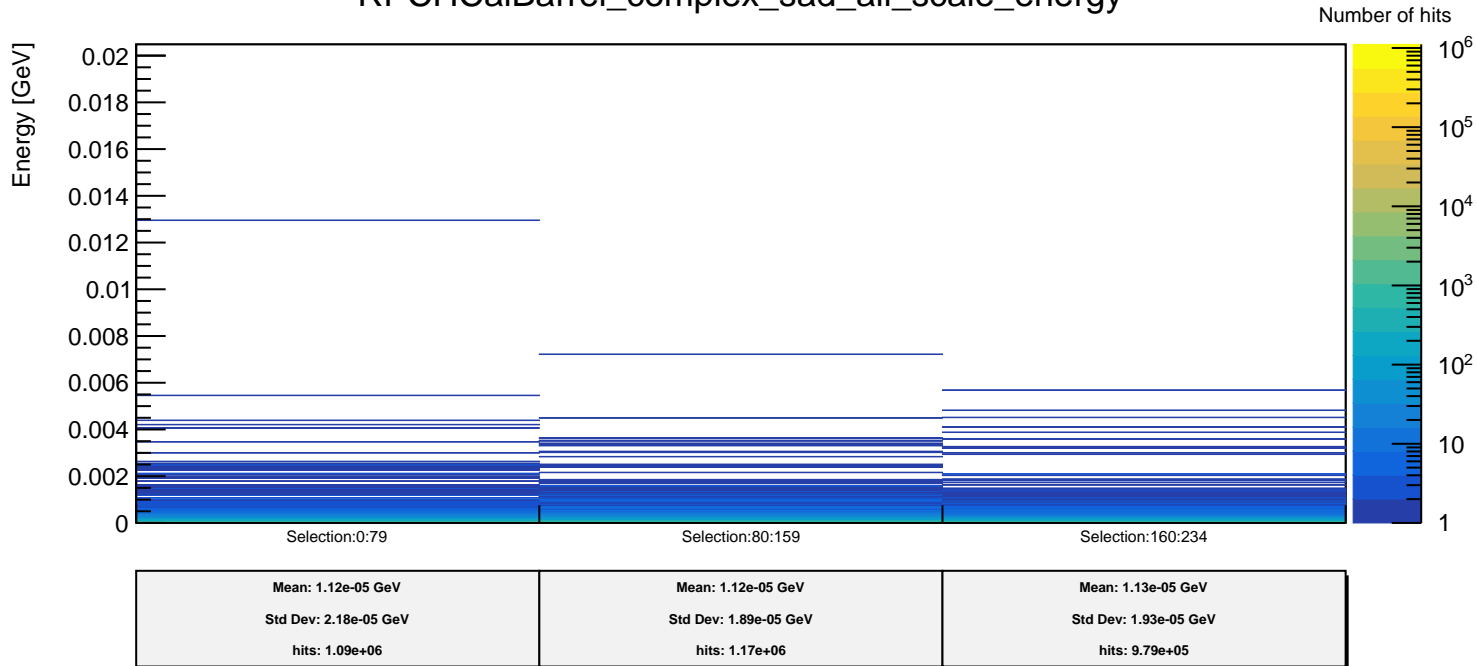 RPCHCalBarrel_complex_sad_all_scale_energy
Number of hits
Energy [GeV]
0.02
0.018
0.016
0.014
0.012
0.01
0.008
0.006
0.004
0.002
0
10^6
10^5
10^4
10^3
10^2
10
1
Selection:0:79
Selection:80:159
Selection:160:234
Mean: 1.12e-05 GeV
Std Dev: 2.18e-05 GeV
hits: 1.09e+06
Mean: 1.12e-05 GeV
Std Dev: 1.89e-05 GeV
hits: 1.17e+06
Mean: 1.13e-05 GeV
Std Dev: 1.93e-05 GeV
hits: 9.79e+05